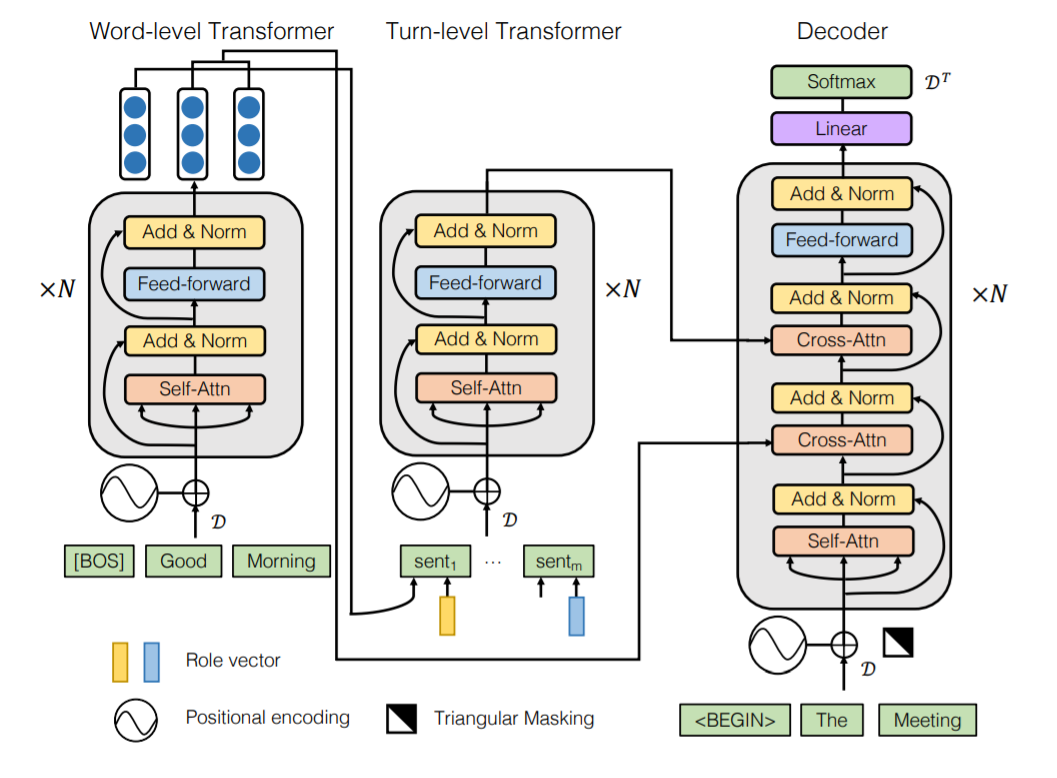 Word-level Transformer
Turn-level Transformer
Decoder
Softmax
𝒟ᵀ
Linear
Add & Norm
Feed-forward
Add & Norm
Self-Attn
×N
𝒟
[BOS]
Good
Morning
Add & Norm
Feed-forward
Add & Norm
Self-Attn
×N
𝒟
sent₁
...
sentₘ
Add & Norm
Feed-forward
Add & Norm
Cross-Attn
Add & Norm
Cross-Attn
Add & Norm
Self-Attn
×N
𝒟
<BEGIN>
The
Meeting
Role vector
Positional encoding
Triangular Masking